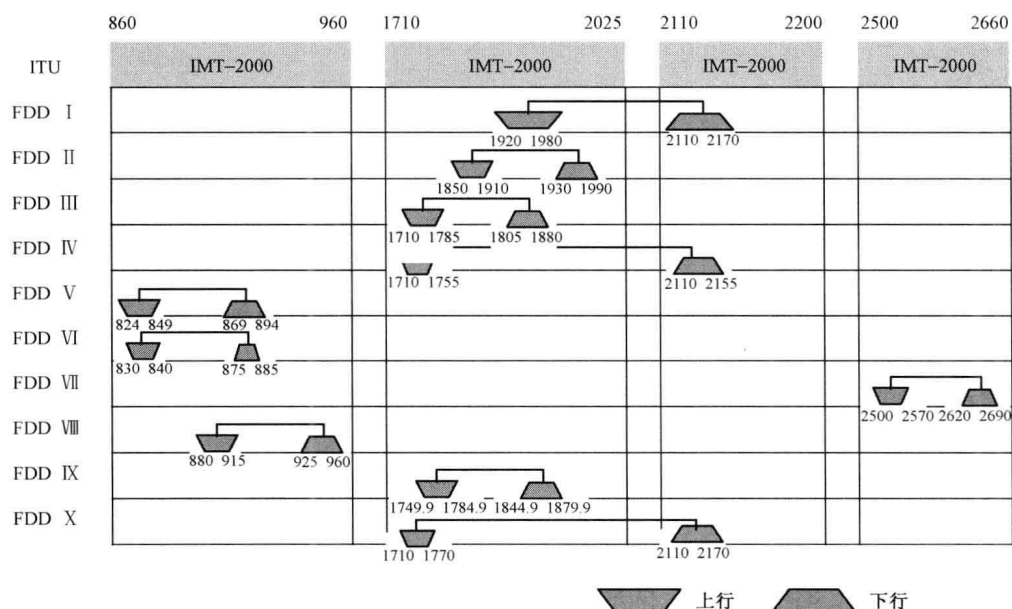 860 960 1710 2025 2110 2200 2500 2660
ITU IMT-2000 IMT-2000 IMT-2000 IMT-2000
FDD Ⅰ
1920 1980 2110 2170
FDD Ⅱ
1850 1910 1930 1990
FDD Ⅲ
1710 1785 1805 1880
FDD Ⅳ
1710 1755 2110 2155
FDD Ⅴ
824 849 869 894
FDD Ⅵ
830 840 875 885
FDD Ⅶ
2500 2570 2620 2690
FDD Ⅷ
880 915 925 960
FDD Ⅸ
1749.9 1784.9 1844.9 1879.9
FDD Ⅹ
1710 1770 2110 2170
上行 下行